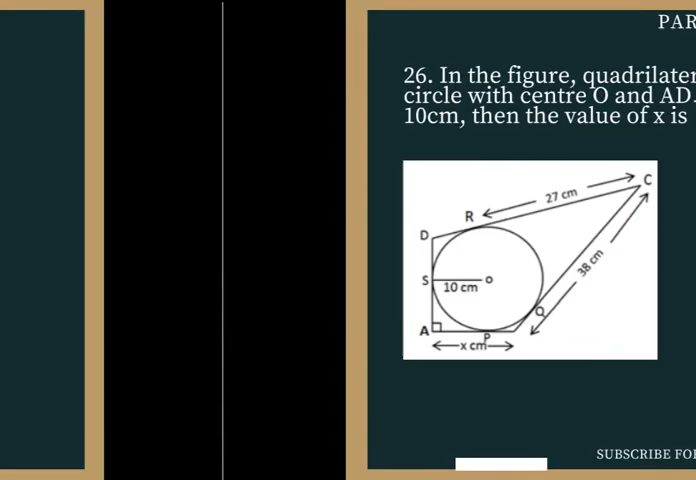 PAR
26. In the figure, quadrilater
circle with centre O and AD
10cm, then the value of x is
C
27 cm
R
D
38 cm
S
10 cm
O
Q
A
P
x cm
SUBSCRIBE FOR